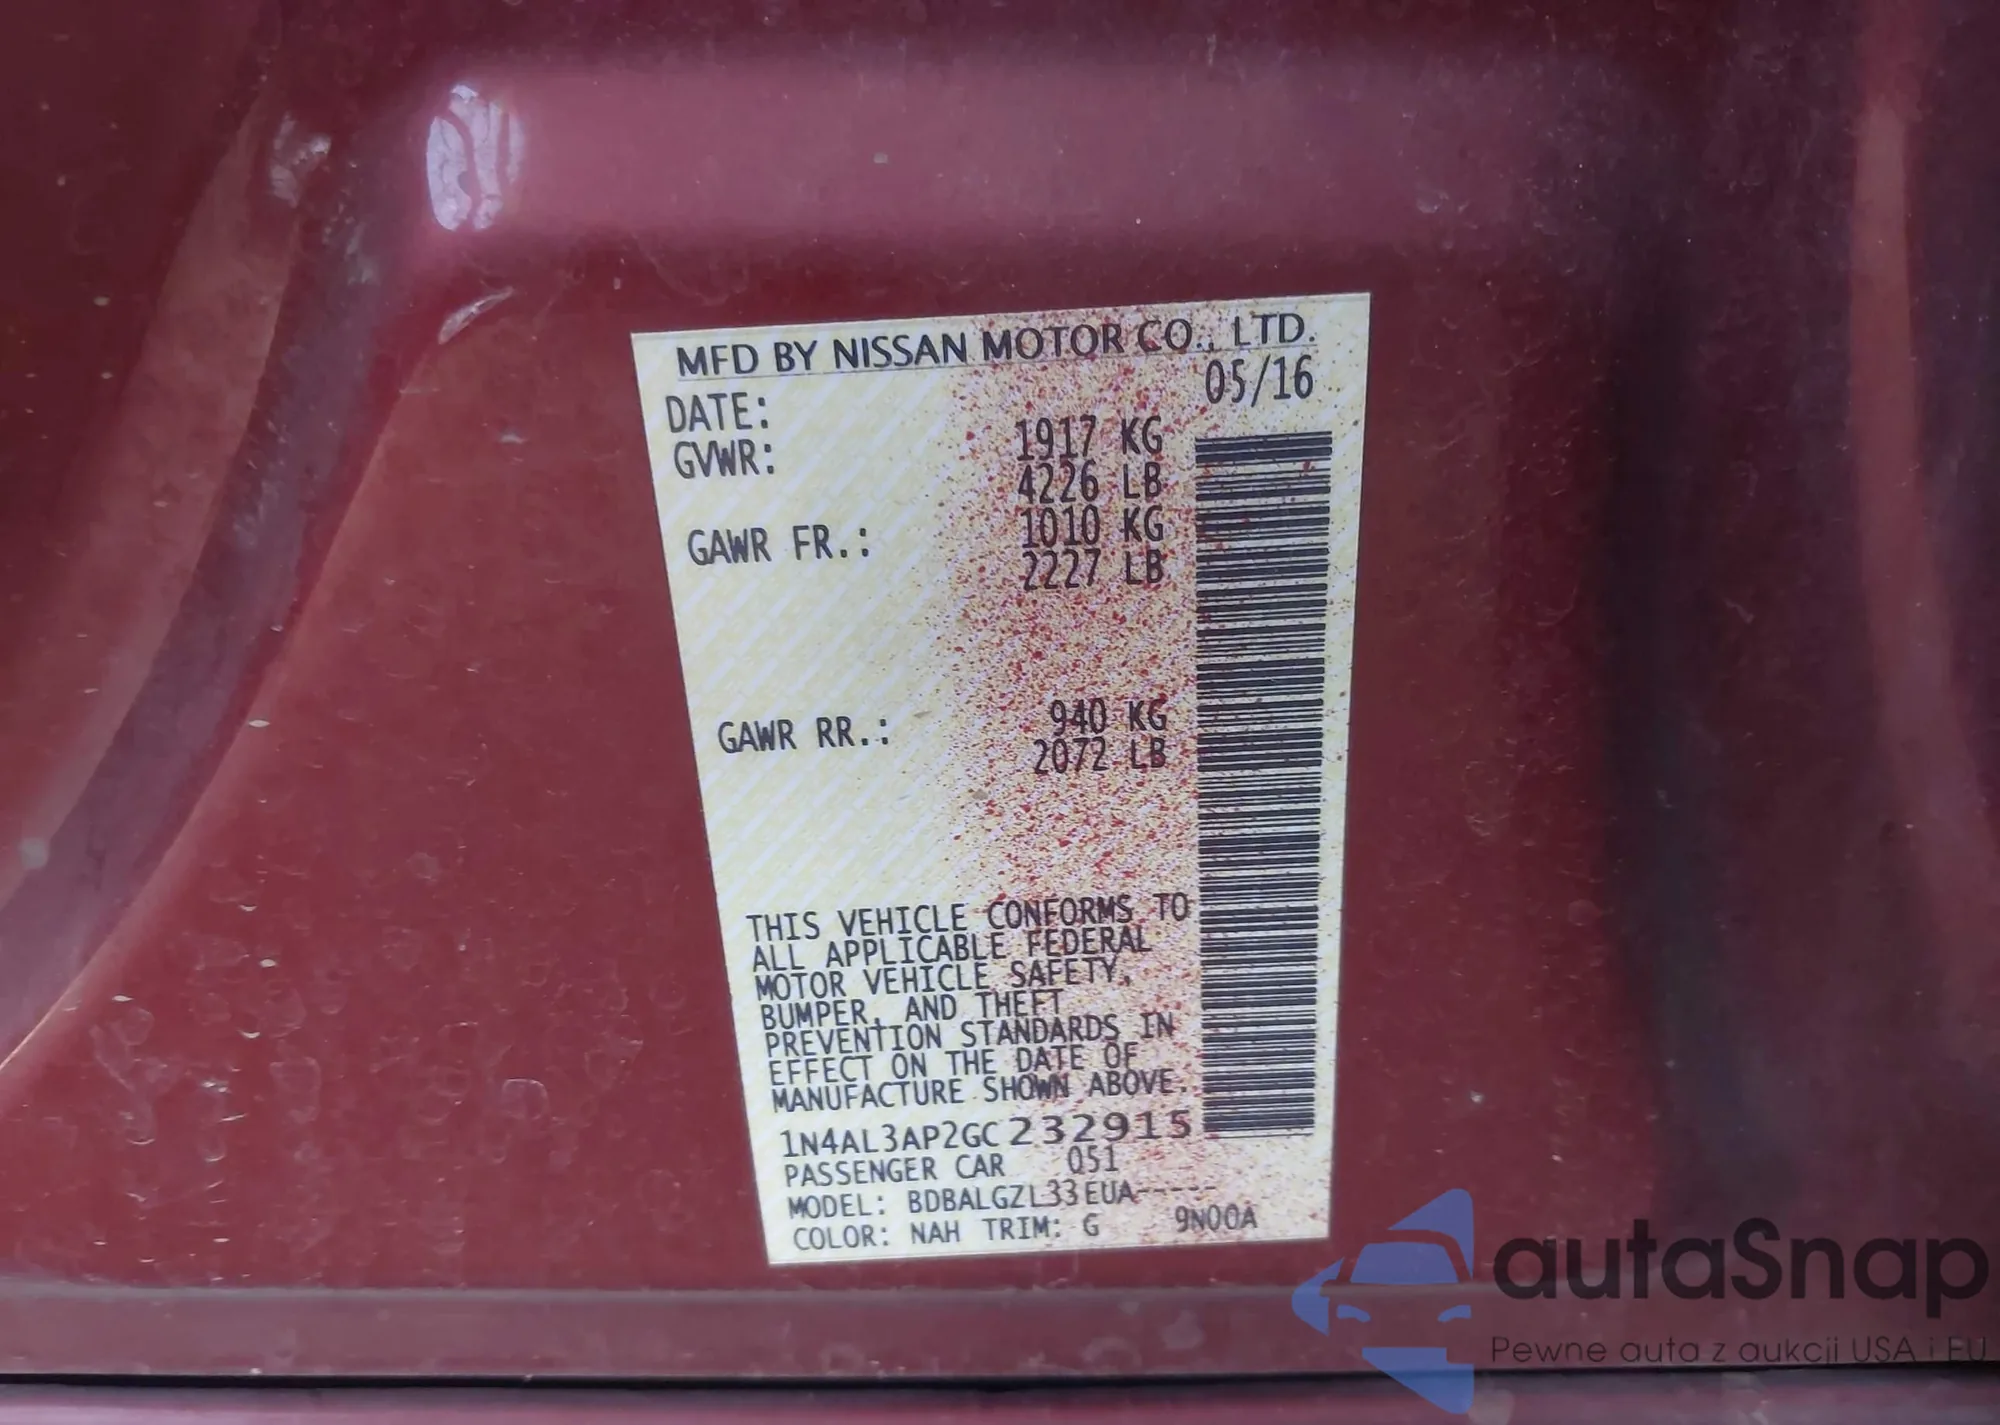 MFD BY NISSAN MOTOR CO., LTD.
DATE: 05/16
GVWR: 1917 KG
4226 LB
GAWR FR.: 1010 KG
2227 LB
GAWR RR.: 940 KG
2072 LB
THIS VEHICLE CONFORMS TO
ALL APPLICABLE FEDERAL
MOTOR VEHICLE SAFETY,
BUMPER, AND THEFT
PREVENTION STANDARDS IN
EFFECT ON THE DATE OF
MANUFACTURE SHOWN ABOVE.
1N4AL3AP2GC232915
PASSENGER CAR 051
MODEL: BDBALGZL33EUA-----
COLOR: NAH TRIM: G 9N00A
autaSnap
Pewne auta z aukcji USA i EU